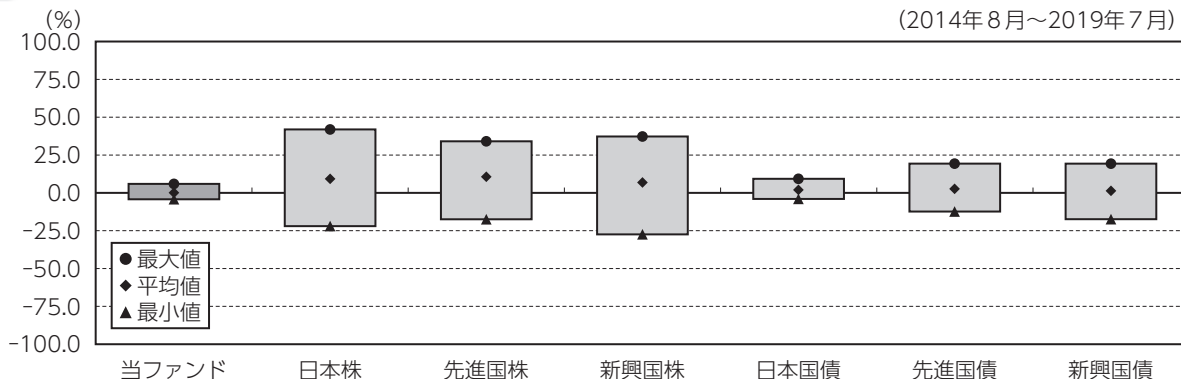 (%)
(2014年8月～2019年7月)
100.0
75.0
50.0
25.0
0.0
-25.0
-50.0
-75.0
-100.0
●最大値
◆平均値
▲最小値
当ファンド 日本株 先進国株 新興国株 日本国債 先進国債 新興国債